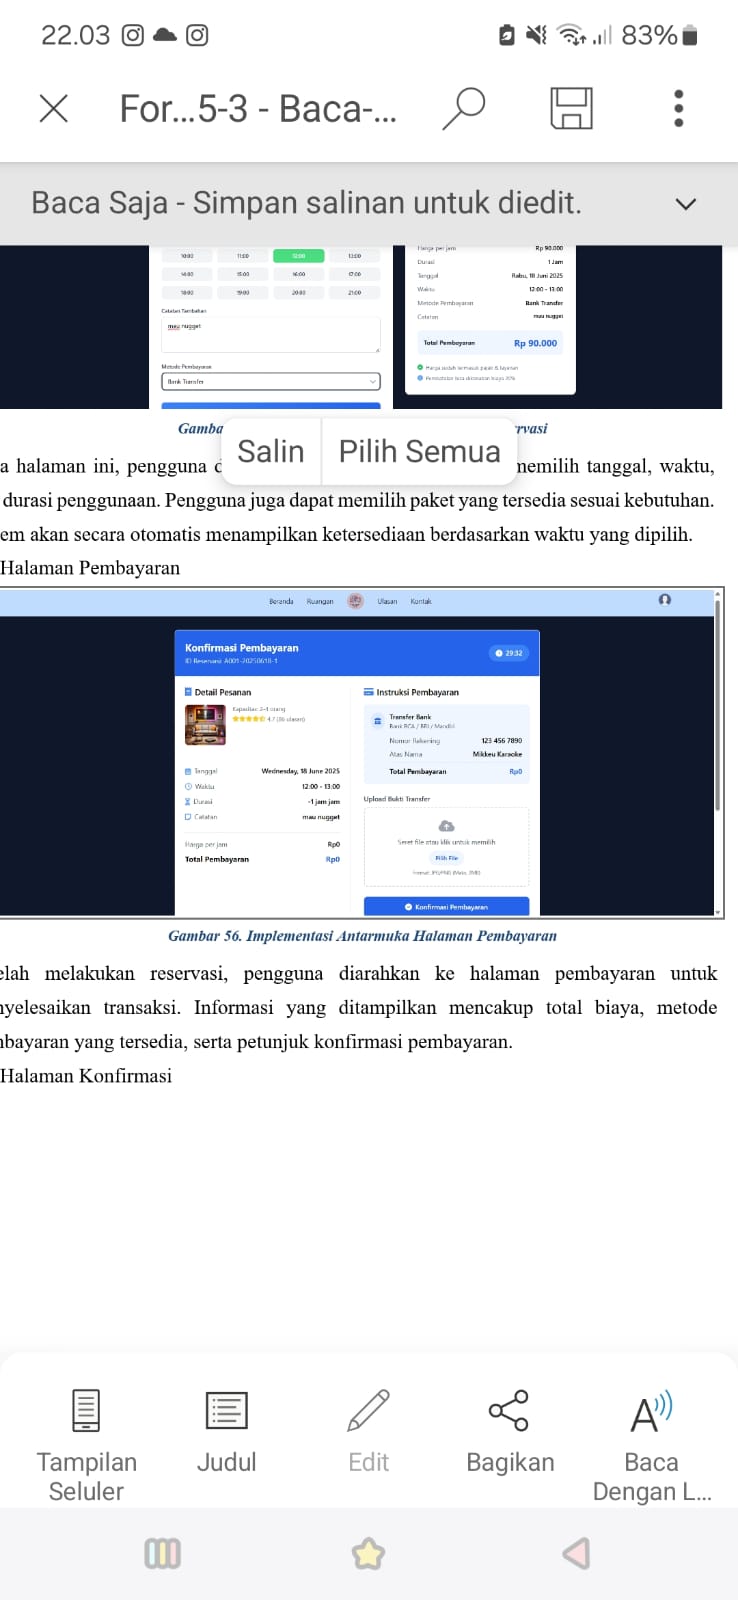 22.03
83%
For...5-3 - Baca-...
Baca Saja - Simpan salinan untuk diedit.
10:00 11:00 12:00 13:00
14:00 15:00 16:00 17:00
18:00 19:00 20:00 21:00
Catatan Tambahan
mau nugget
Metode Pembayaran
Bank Transfer
Harga per jam Rp 90.000
Durasi 1 Jam
Tanggal Rabu, 18 Juni 2025
Waktu 12:00 - 13:00
Metode Pembayaran Bank Transfer
Catatan mau nugget
Total Pembayaran Rp 90.000
Harga sudah termasuk pajak & layanan
Gamba
rvasi
Salin Pilih Semua
a halaman ini, pengguna
memilih tanggal, waktu,
durasi penggunaan. Pengguna juga dapat memilih paket yang tersedia sesuai kebutuhan.
em akan secara otomatis menampilkan ketersediaan berdasarkan waktu yang dipilih.
Halaman Pembayaran
Beranda Ruangan Ulasan Kontak
Konfirmasi Pembayaran
ID Reservasi: A001-20250618-1
29:32
Detail Pesanan
Kapasitas: 2-4 orang
4.7 (86 ulasan)
Tanggal Wednesday, 18 June 2025
Waktu 12:00 - 13:00
Durasi -1 jam jam
Catatan mau nugget
Harga per jam Rp0
Total Pembayaran Rp0
Instruksi Pembayaran
Transfer Bank
Bank BCA / BRI / Mandiri
Nomor Rekening 123 456 7890
Atas Nama Mikkeu Karaoke
Total Pembayaran Rp0
Upload Bukti Transfer
Seret file atau klik untuk memilih
Pilih File
Konfirmasi Pembayaran
Gambar 56. Implementasi Antarmuka Halaman Pembayaran
elah melakukan reservasi, pengguna diarahkan ke halaman pembayaran untuk
nyelesaikan transaksi. Informasi yang ditampilkan mencakup total biaya, metode
nbayaran yang tersedia, serta petunjuk konfirmasi pembayaran.
Halaman Konfirmasi
Tampilan Seluler
Judul
Edit
Bagikan
Baca Dengan L...